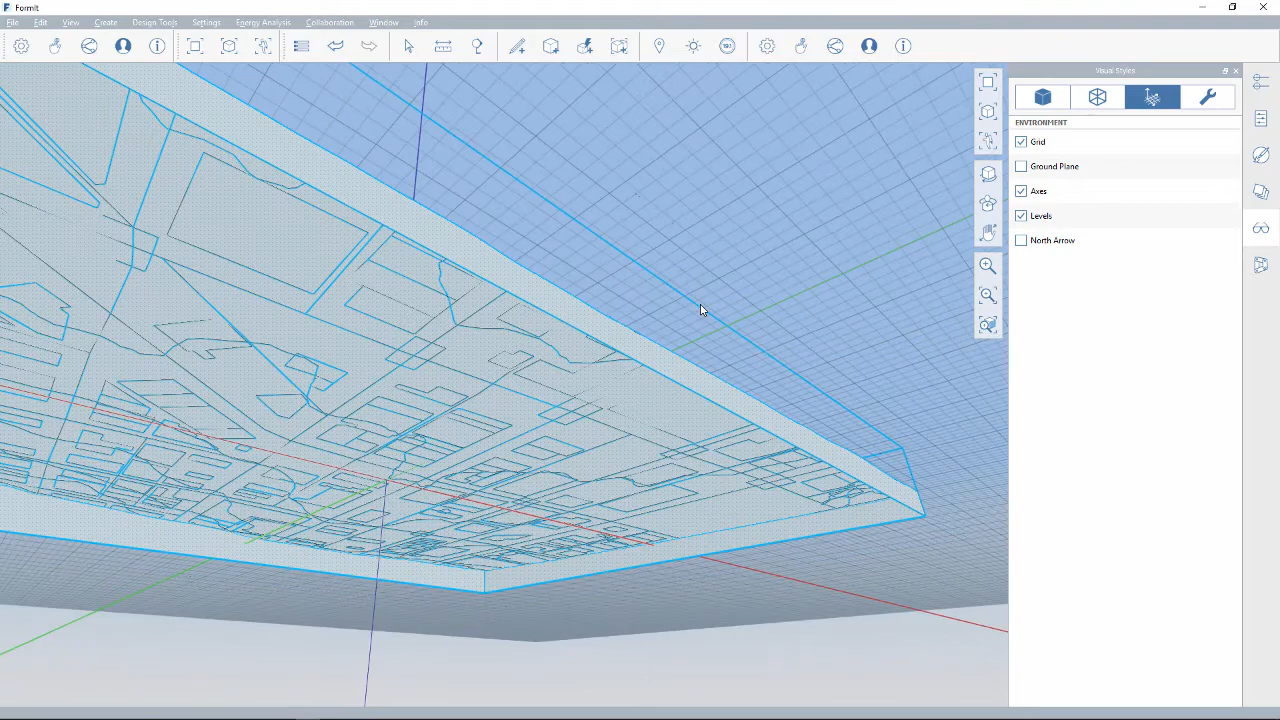 FormIt
File Edit View Create Design Tools Settings Energy Analysis Collaboration Window Info
Visual Styles
ENVIRONMENT
Grid
Ground Plane
Axes
Levels
North Arrow